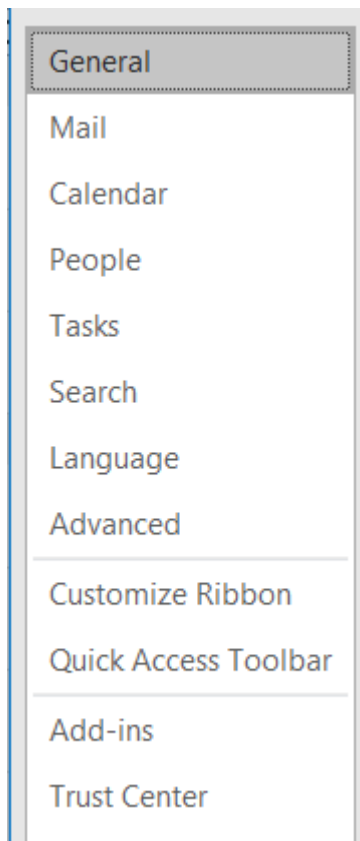 General
Mail
Calendar
People
Tasks
Search
Language
Advanced
Customize Ribbon
Quick Access Toolbar
Add-ins
Trust Center